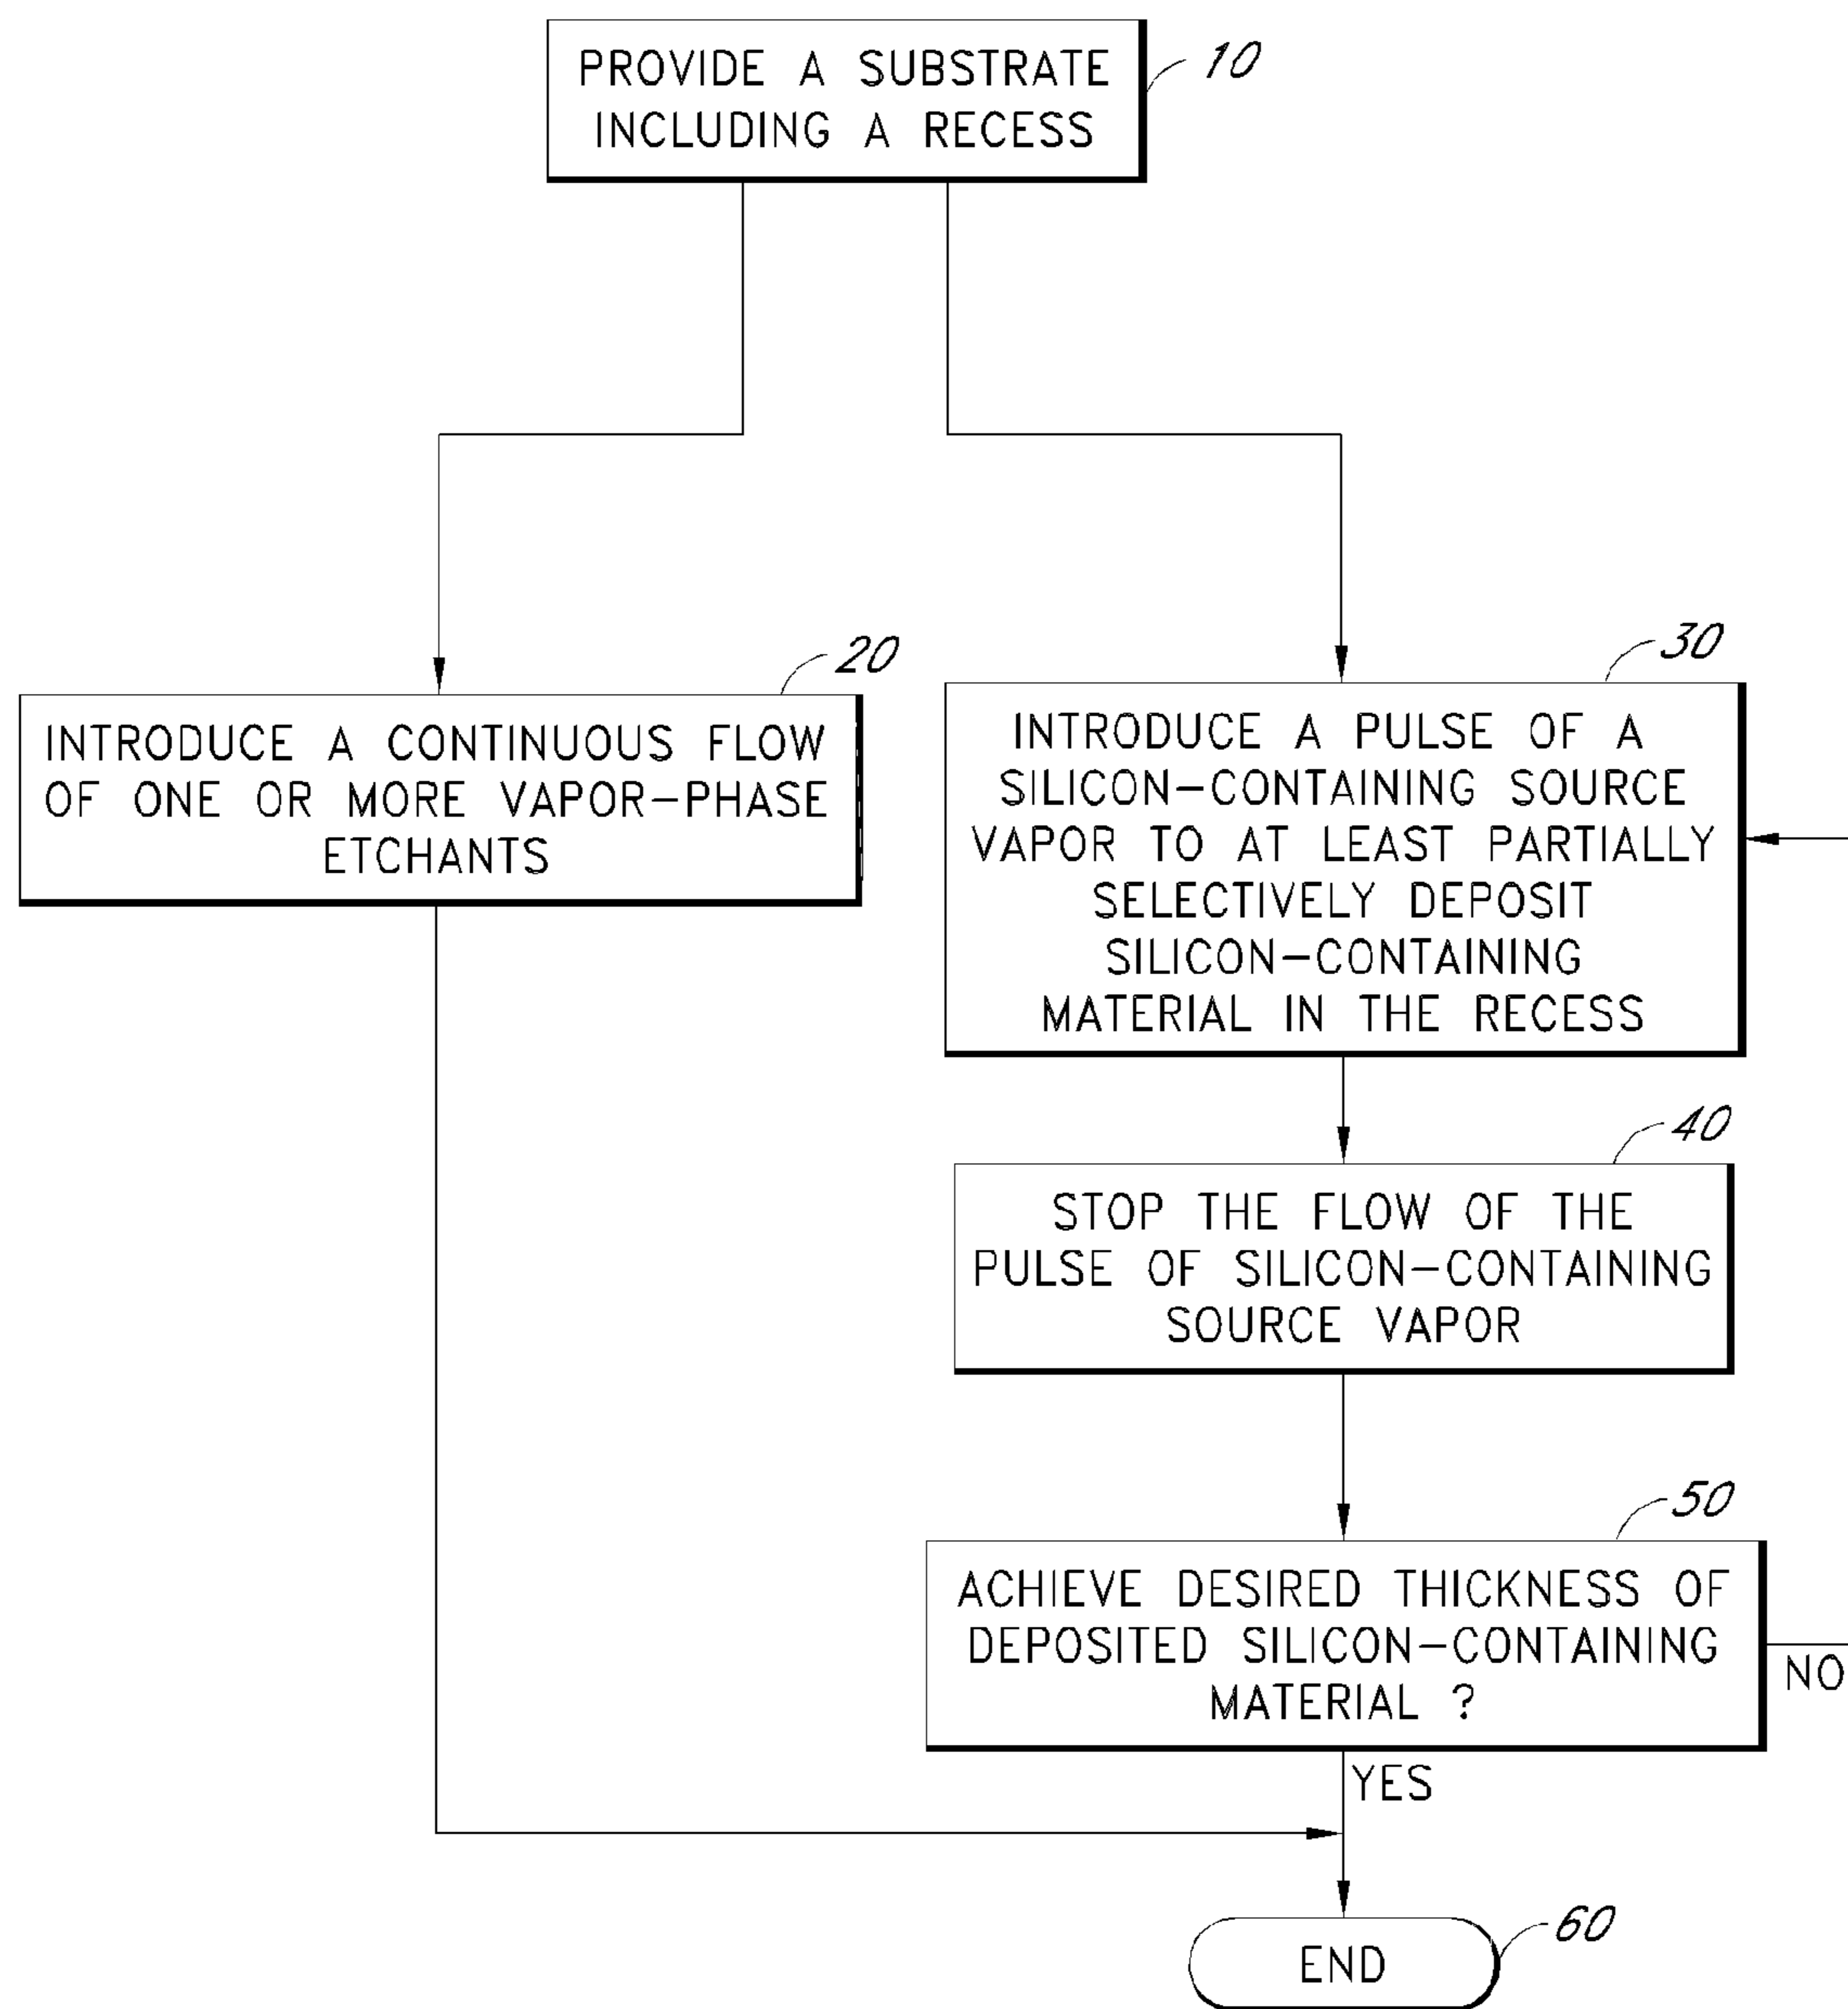 PROVIDE A SUBSTRATE
INCLUDING A RECESS
10
20
INTRODUCE A CONTINUOUS FLOW
OF ONE OR MORE VAPOR-PHASE
ETCHANTS
30
INTRODUCE A PULSE OF A
SILICON-CONTAINING SOURCE
VAPOR TO AT LEAST PARTIALLY
SELECTIVELY DEPOSIT
SILICON-CONTAINING
MATERIAL IN THE RECESS
40
STOP THE FLOW OF THE
PULSE OF SILICON-CONTAINING
SOURCE VAPOR
50
ACHIEVE DESIRED THICKNESS OF
DEPOSITED SILICON-CONTAINING
MATERIAL ?
NO
YES
60
END